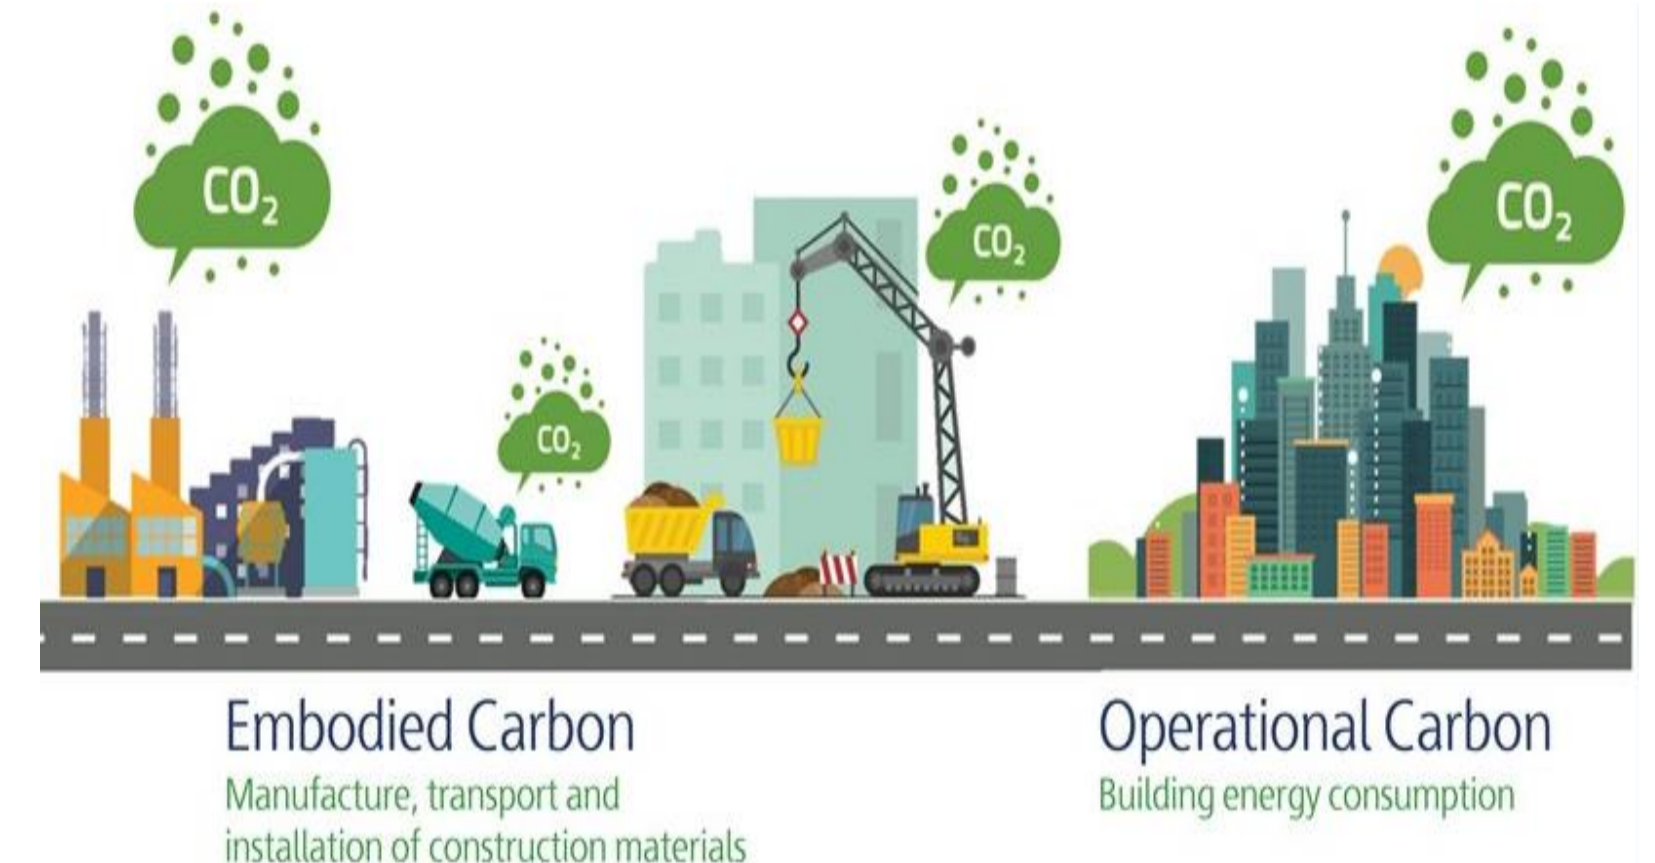 CO₂
CO₂
CO₂
CO₂
Embodied Carbon
Manufacture, transport and
installation of construction materials
Operational Carbon
Building energy consumption